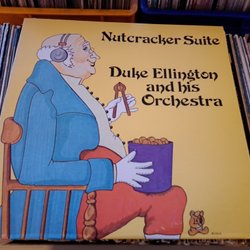 Nutcracker Suite
Duke Ellington
and his
Orchestra